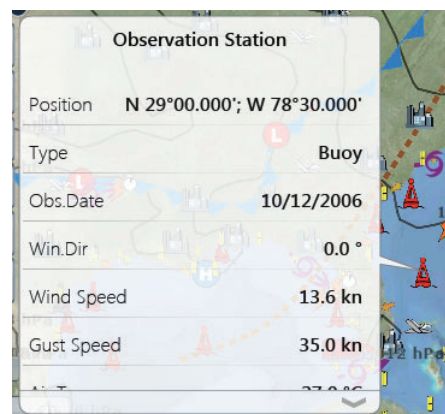 Observation Station
Position N 29°00.000'; W 78°30.000'
Type Buoy
Obs.Date 10/12/2006
Win.Dir 0.0 °
Wind Speed 13.6 kn
Gust Speed 35.0 kn
L
L
H
hPa